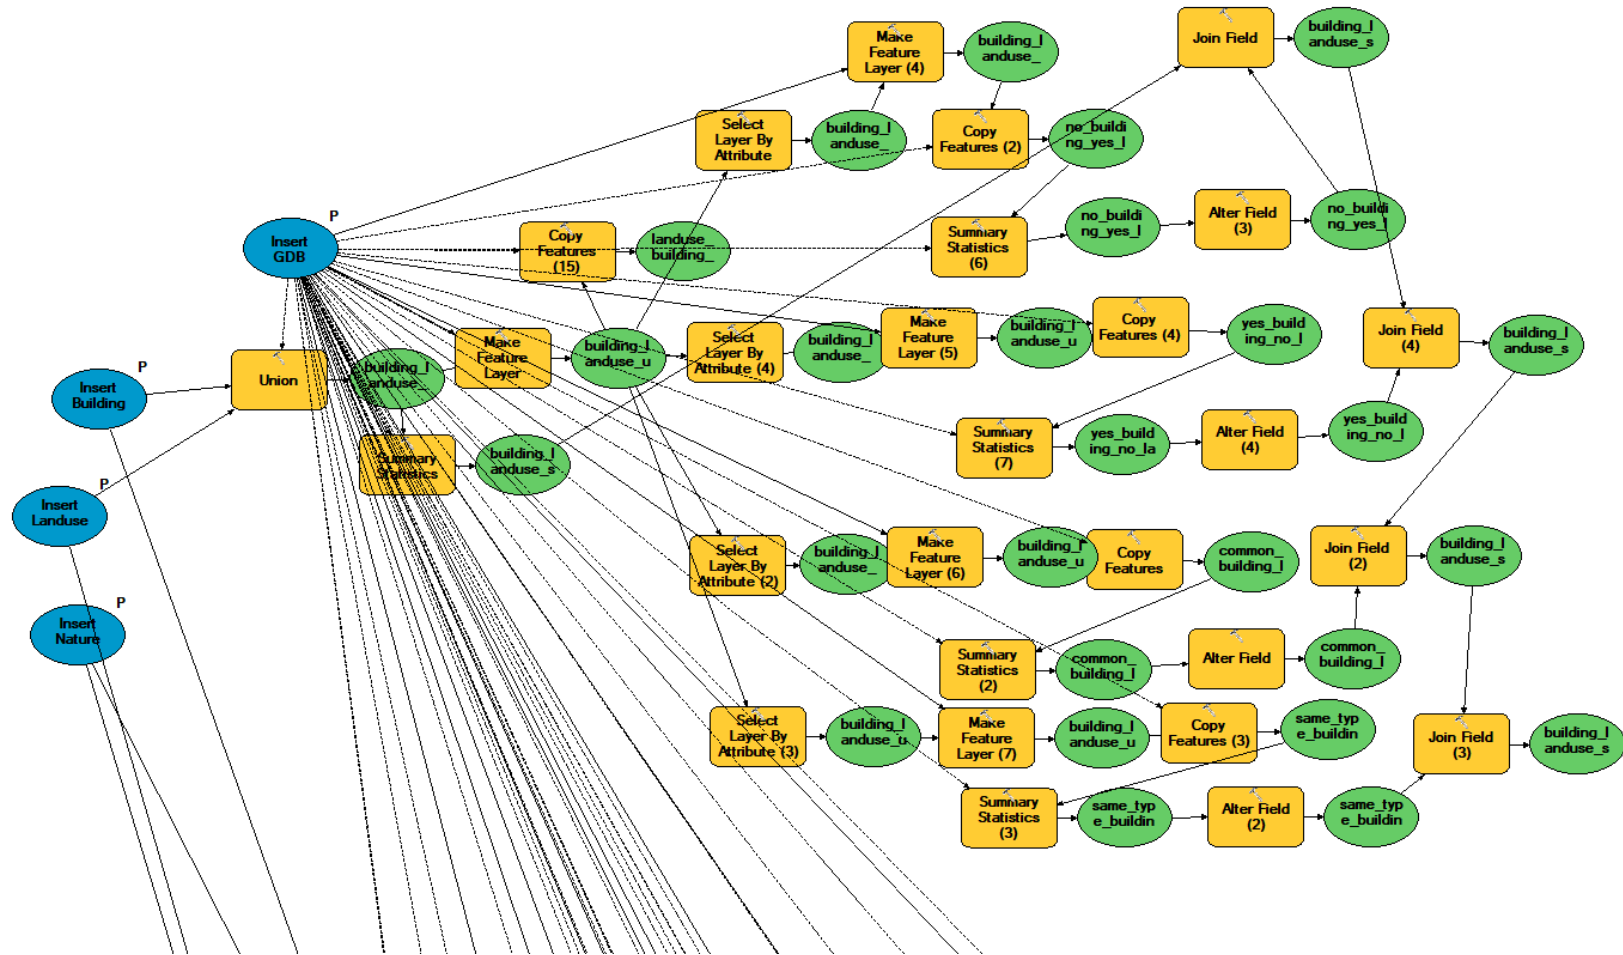 Make
Feature
Layer (4)
building_l
anduse_
Join Field
building_l
anduse_s
Select
Layer By
Attribute
building_l
anduse_
Copy
Features (2)
no_buildi
ng_yes_l
P
Insert
GDB
Copy
Features
(15)
landuse_
building_
Summary
Statistics
(6)
no_buildi
ng_yes_l
Alter Field
(3)
no_buildi
ng_yes_l
Union
building_l
anduse_
Make
Feature
Layer
building_l
anduse_u
Select
Layer By
Attribute (4)
building_l
anduse_
Make
Feature
Layer (5)
building_l
anduse_u
Copy
Features (4)
yes_build
ing_no_l
Join Field
(4)
building_l
anduse_s
P
Insert
Building
Summary
Statistics
building_l
anduse_s
Summary
Statistics
(7)
yes_build
ing_no_la
Alter Field
(4)
yes_build
ing_no_l
P
Insert
Landuse
Select
Layer By
Attribute (2)
building_l
anduse_
Make
Feature
Layer (6)
building_l
anduse_u
Copy
Features
common_
building_l
Join Field
(2)
building_l
anduse_s
P
Insert
Nature
Summary
Statistics
(2)
common_
building_l
Alter Field
common_
building_l
Select
Layer By
Attribute (3)
building_l
anduse_u
Make
Feature
Layer (7)
building_l
anduse_u
Copy
Features (3)
same_typ
e_buildin
Join Field
(3)
building_l
anduse_s
Summary
Statistics
(3)
same_typ
e_buildin
Alter Field
(2)
same_typ
e_buildin